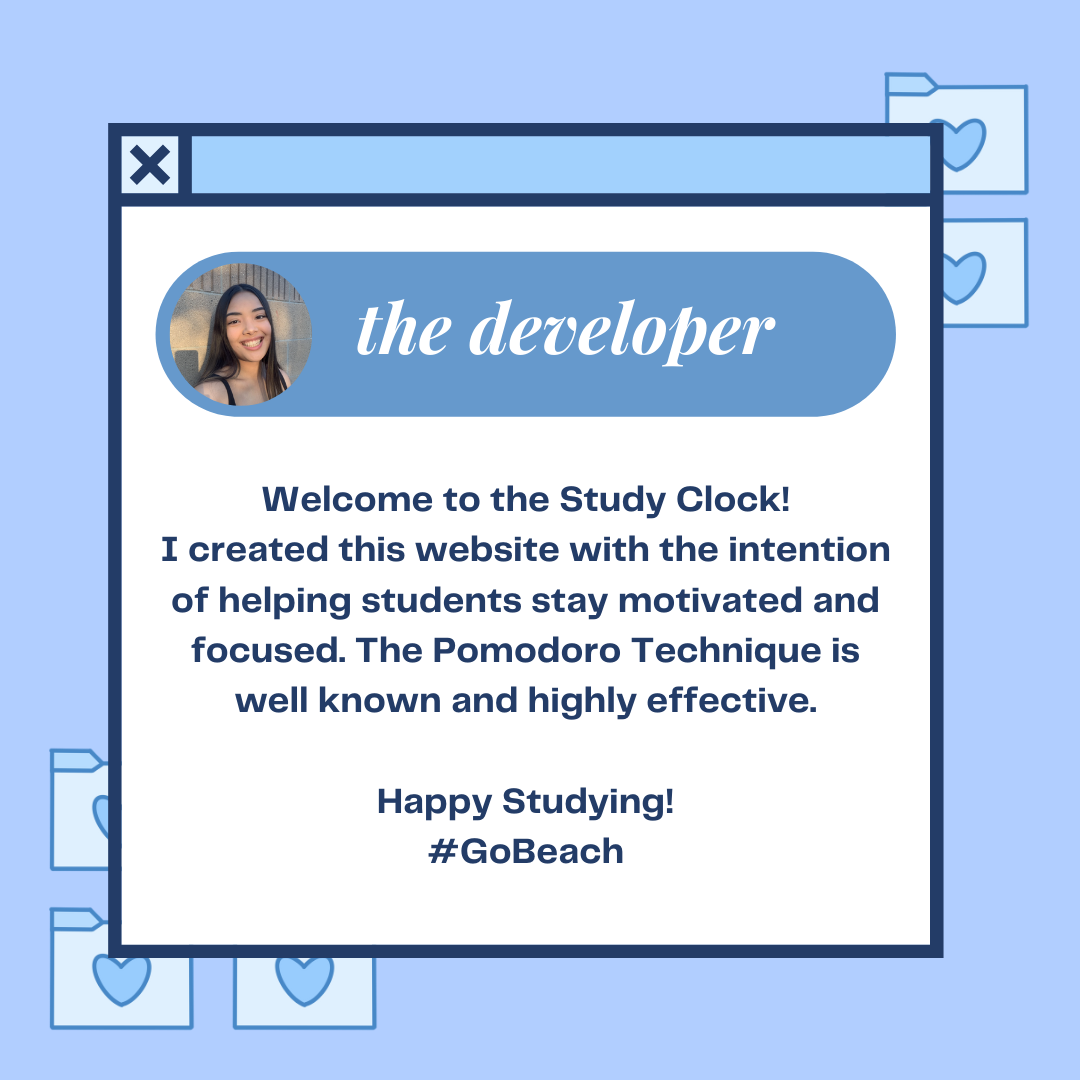 the developer
Welcome to the Study Clock!
I created this website with the intention
of helping students stay motivated and
focused. The Pomodoro Technique is
well known and highly effective.
Happy Studying!
#GoBeach